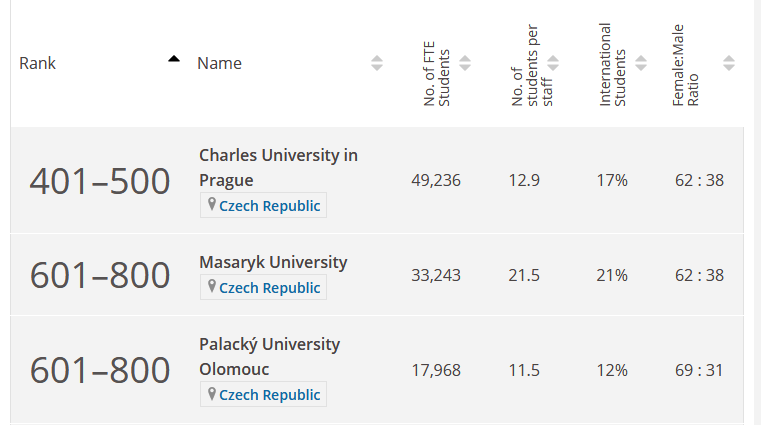 Rank
Name
No. of FTE
Students
No. of
students per
staff
International
Students
Female:Male
Ratio
401–500
Charles University in
Prague
Czech Republic
49,236
12.9
17%
62 : 38
601–800
Masaryk University
Czech Republic
33,243
21.5
21%
62 : 38
601–800
Palacký University
Olomouc
Czech Republic
17,968
11.5
12%
69 : 31